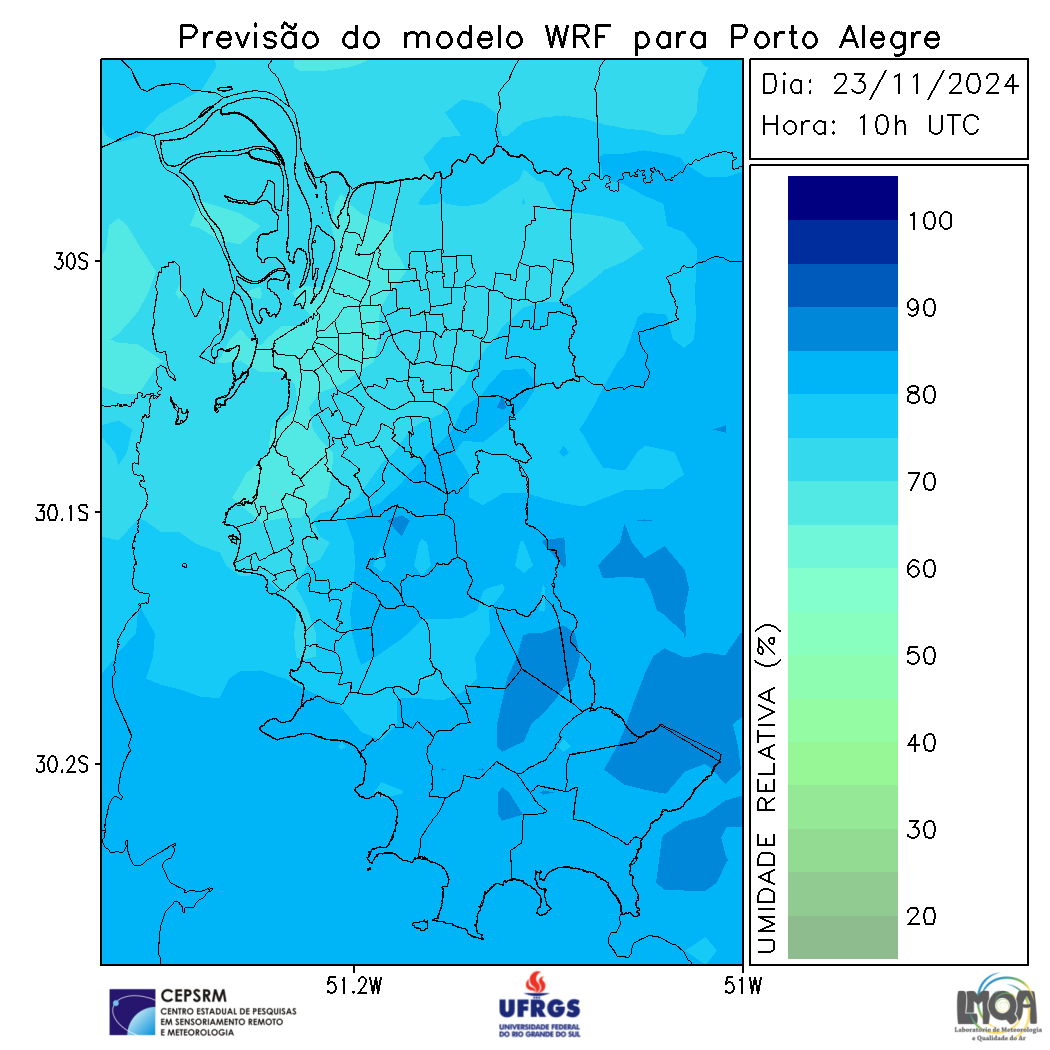 Previsão do modelo WRF para Porto Alegre
Dia: 23/11/2024
Hora: 10h UTC
100
90
80
70
60
50
40
30
20
UMIDADE RELATIVA (%)
30S
30.1S
30.2S
51.2W
51W
CEPSRM
CENTRO ESTADUAL DE PESQUISAS
EM SENSORIAMENTO REMOTO
E METEOROLOGIA
UFRGS
UNIVERSIDADE FEDERAL
DO RIO GRANDE DO SUL
LMQA
Laboratório de Meteorologia
e Qualidade do Ar